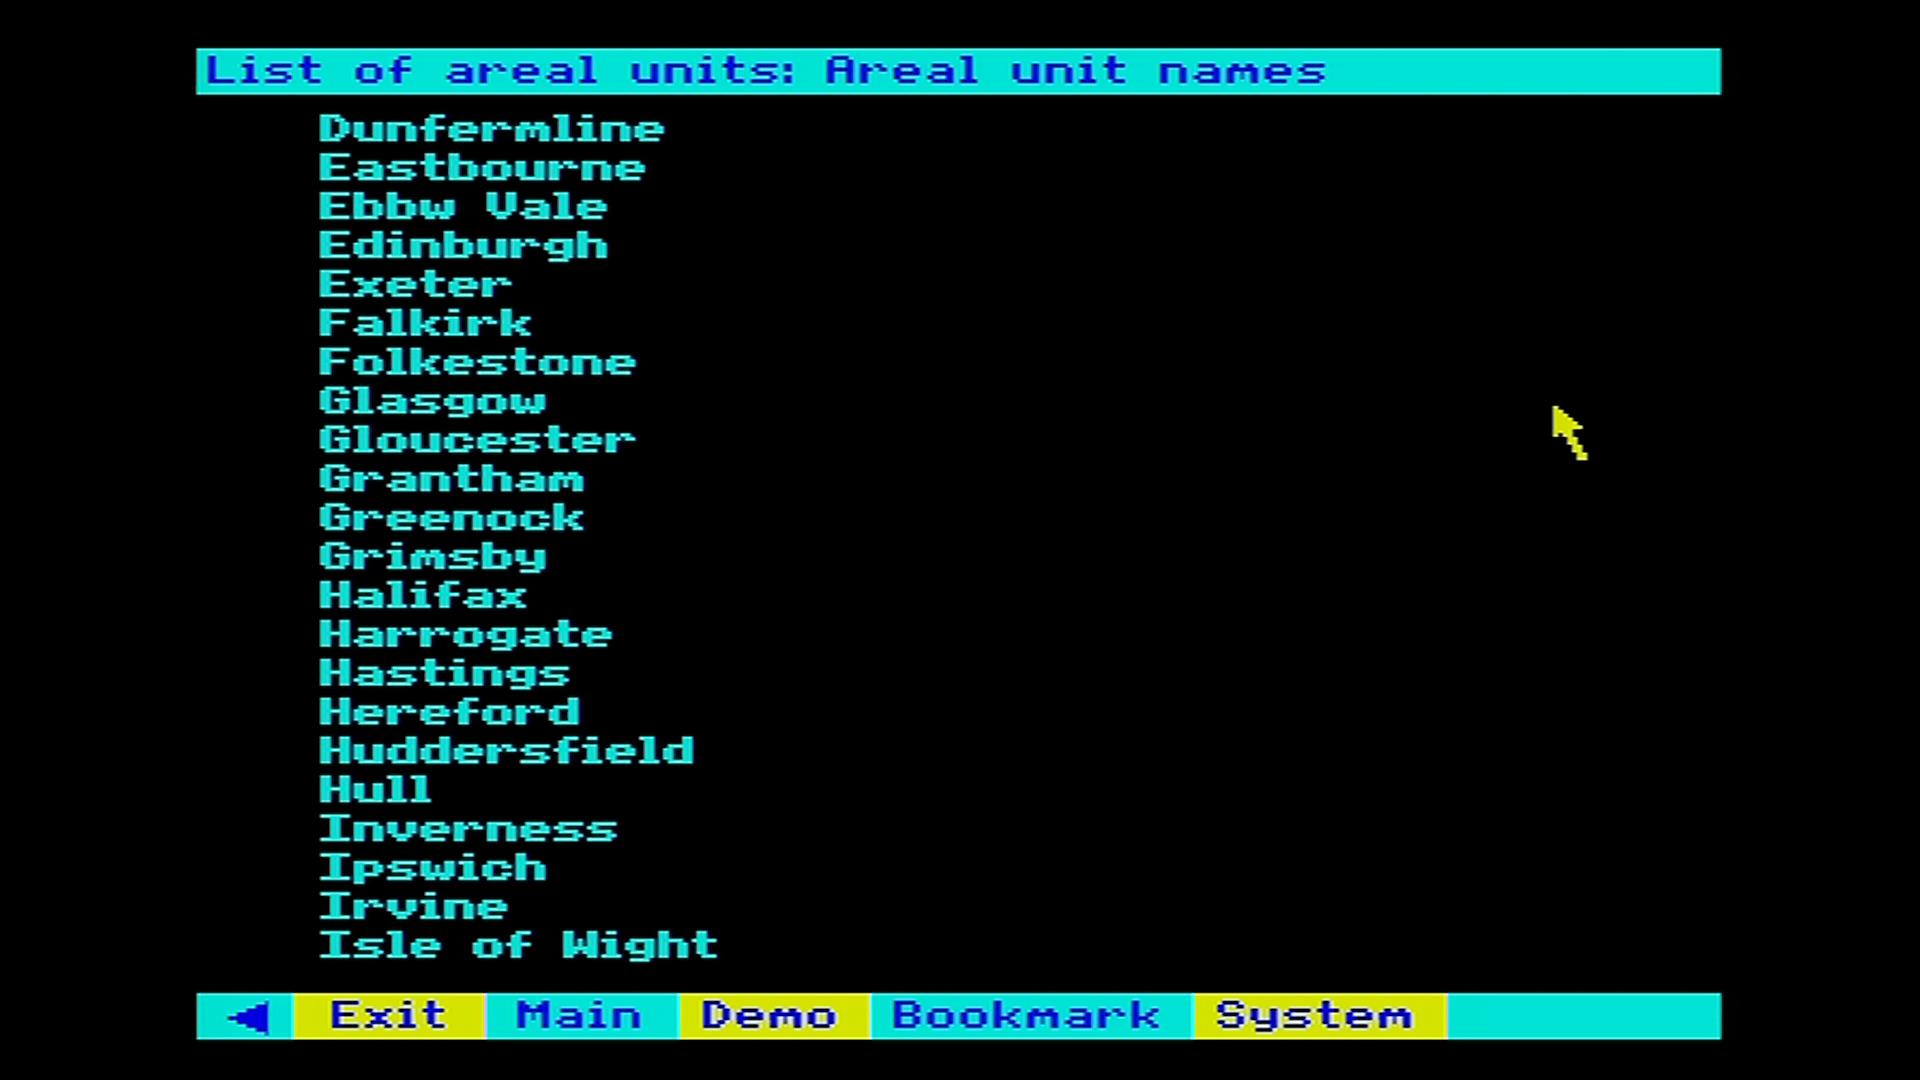 List of areal units: Areal unit names
Dunfermline
Eastbourne
Ebbw Vale
Edinburgh
Exeter
Falkirk
Folkestone
Glasgow
Gloucester
Grantham
Greenock
Grimsby
Halifax
Harrogate
Hastings
Hereford
Huddersfield
Hull
Inverness
Ipswich
Irvine
Isle of Wight
Exit Main Demo Bookmark System